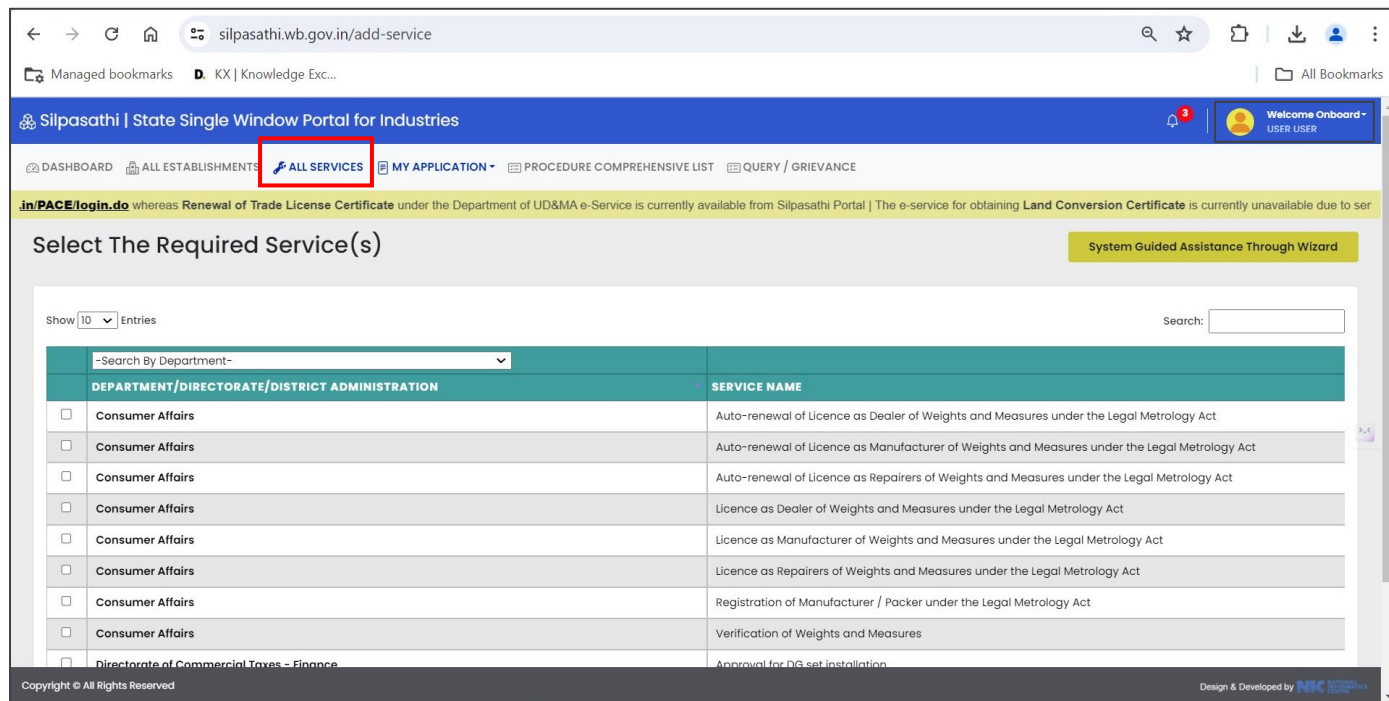 silpasathi.wb.gov.in/add-service
Managed bookmarks D. KX | Knowledge Exc... All Bookmarks
Silpasathi | State Single Window Portal for Industries 3 Welcome Onboard
USER USER
DASHBOARD ALL ESTABLISHMENTS ALL SERVICES MY APPLICATION PROCEDURE COMPREHENSIVE LIST QUERY / GRIEVANCE
.in/PACE/login.do whereas Renewal of Trade License Certificate under the Department of UD&MA e-Service is currently available from Silpasathi Portal | The e-service for obtaining Land Conversion Certificate is currently unavailable due to ser
Select The Required Service(s) System Guided Assistance Through Wizard
Show 10 Entries Search:
-Search By Department-
DEPARTMENT/DIRECTORATE/DISTRICT ADMINISTRATION SERVICE NAME
Consumer Affairs Auto-renewal of Licence as Dealer of Weights and Measures under the Legal Metrology Act
Consumer Affairs Auto-renewal of Licence as Manufacturer of Weights and Measures under the Legal Metrology Act
Consumer Affairs Auto-renewal of Licence as Repairers of Weights and Measures under the Legal Metrology Act
Consumer Affairs Licence as Dealer of Weights and Measures under the Legal Metrology Act
Consumer Affairs Licence as Manufacturer of Weights and Measures under the Legal Metrology Act
Consumer Affairs Licence as Repairers of Weights and Measures under the Legal Metrology Act
Consumer Affairs Registration of Manufacturer / Packer under the Legal Metrology Act
Consumer Affairs Verification of Weights and Measures
Directorate of Commercial Taxes - Finance Approval for DG set installation
Copyright © All Rights Reserved Design & Developed by NIC NATIONAL INFORMATICS CENTRE